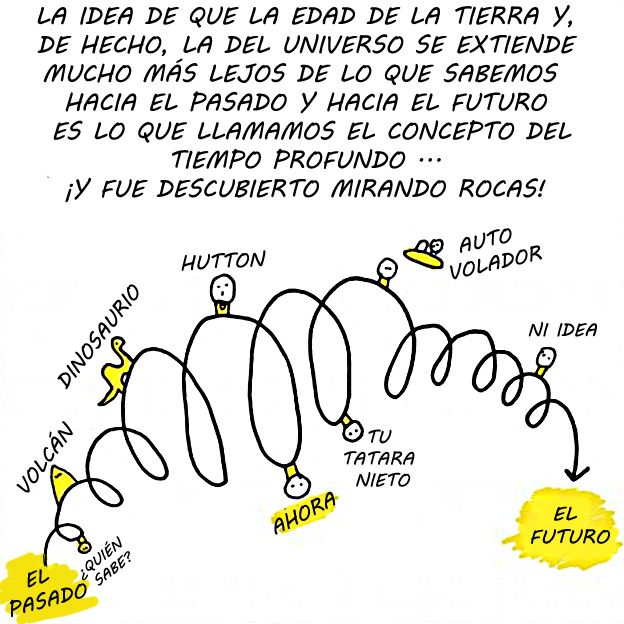 LA IDEA DE QUE LA EDAD DE LA TIERRA Y,
DE HECHO, LA DEL UNIVERSO SE EXTIENDE
MUCHO MÁS LEJOS DE LO QUE SABEMOS
HACIA EL PASADO Y HACIA EL FUTURO
ES LO QUE LLAMAMOS EL CONCEPTO DEL
TIEMPO PROFUNDO ...
¡Y FUE DESCUBIERTO MIRANDO ROCAS!
EL
PASADO
¿QUIÉN
SABE?
VOLCÁN
DINOSAURIO
HUTTON
AHORA
TU
TATARA
NIETO
AUTO
VOLADOR
NI IDEA
EL
FUTURO